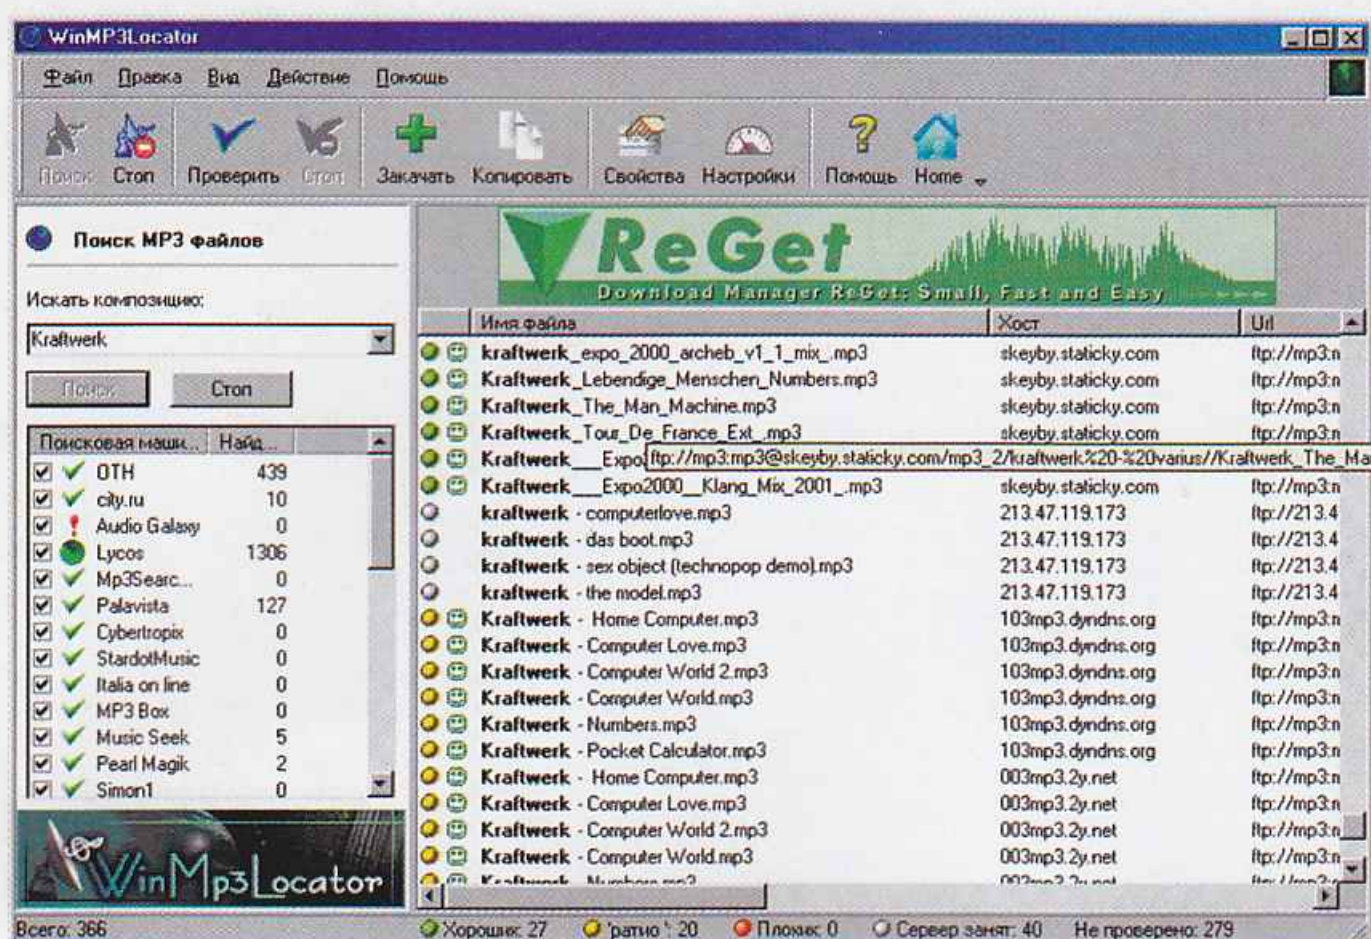 WinMP3Locator
Файл Правка Вид Действие Помощь
Поиск Стоп Проверить Стоп Закачать Копировать Свойства Настройки Помощь Home
Поиск MP3 файлов
Искать композицию:
Kraftwerk
Поиск Стоп
Поисковая маши... Найд...
OTH 439
city.ru 10
Audio Galaxy 0
Lycos 1306
Mp3Searc... 0
Palavista 127
Cybertropix 0
StardotMusic 0
Italia on line 0
MP3 Box 0
Music Seek 5
Pearl Magik 2
Simon1 0
WinMp3Locator
ReGet
Download Manager ReGet: Small, Fast and Easy
Имя файла Хост Url
kraftwerk_expo_2000_archeb_v1_1_mix_.mp3 skeyby.staticky.com ftp://mp3:n
Kraftwerk_Lebendige_Menschen_Numbers.mp3 skeyby.staticky.com ftp://mp3:n
Kraftwerk_The_Man_Machine.mp3 skeyby.staticky.com ftp://mp3:n
Kraftwerk_Tour_De_France_Ext_.mp3 skeyby.staticky.com ftp://mp3:n
Kraftwerk___Expo ftp://mp3:mp3@skeyby.staticky.com/mp3_2/kraftwerk%20-%20varius//Kraftwerk_The_Ma
Kraftwerk___Expo2000__Klang_Mix_2001_.mp3 skeyby.staticky.com ftp://mp3:n
kraftwerk - computerlove.mp3 213.47.119.173 ftp://213.4
kraftwerk - das boot.mp3 213.47.119.173 ftp://213.4
kraftwerk - sex object (technopop demo).mp3 213.47.119.173 ftp://213.4
kraftwerk - the model.mp3 213.47.119.173 ftp://213.4
Kraftwerk - Home Computer.mp3 103mp3.dyndns.org ftp://mp3:n
Kraftwerk - Computer Love.mp3 103mp3.dyndns.org ftp://mp3:n
Kraftwerk - Computer World 2.mp3 103mp3.dyndns.org ftp://mp3:n
Kraftwerk - Computer World.mp3 103mp3.dyndns.org ftp://mp3:n
Kraftwerk - Numbers.mp3 103mp3.dyndns.org ftp://mp3:n
Kraftwerk - Pocket Calculator.mp3 103mp3.dyndns.org ftp://mp3:n
Kraftwerk - Home Computer.mp3 003mp3.2y.net ftp://mp3:n
Kraftwerk - Computer Love.mp3 003mp3.2y.net ftp://mp3:n
Kraftwerk - Computer World 2.mp3 003mp3.2y.net ftp://mp3:n
Kraftwerk - Computer World.mp3 003mp3.2y.net ftp://mp3:n
Kraftwerk - Numbers.mp3 003mp3.2y.net
Всего: 366 Хороших: 27 'ратио': 20 Плохих: 0 Сервер занят: 40 Не проверено: 279